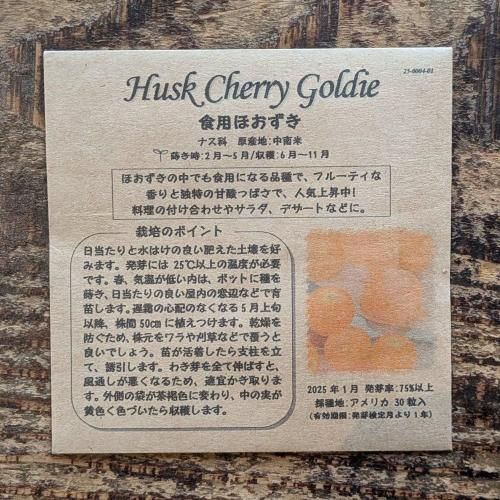 25-0004-01
Husk Cherry Goldie
食用ほおずき
ナス科 原産地:中南米
蒔き時:2月～5月/収穫:6月～11月
ほおずきの中でも食用になる品種で、フルーティな
香りと独特の甘酸っぱさで、人気上昇中!
料理の付け合わせやサラダ、デザートなどに。
栽培のポイント
日当たりと水はけの良い肥えた土壌を好
みます。発芽には25℃以上の温度が必要
です。春、気温が低い内は、ポットに種を
蒔き、日当たりの良い屋内の窓辺などで育
苗します。遅霜の心配のなくなる5月上旬
以降、株間50cmに植えつけます。乾燥を
防ぐため、株元をワラや刈草などで覆うと
良いでしょう。苗が活着したら支柱を立
て、誘引します。わき芽を全て伸ばすと、
風通しが悪くなるため、適宜かき取りま
す。外側の袋が茶褐色に変わり、中の実が
黄色く色づいたら収穫します。
2025年1月 発芽率:75%以上
採種地:アメリカ 30粒入
(有効期限:発芽検定月より1年)